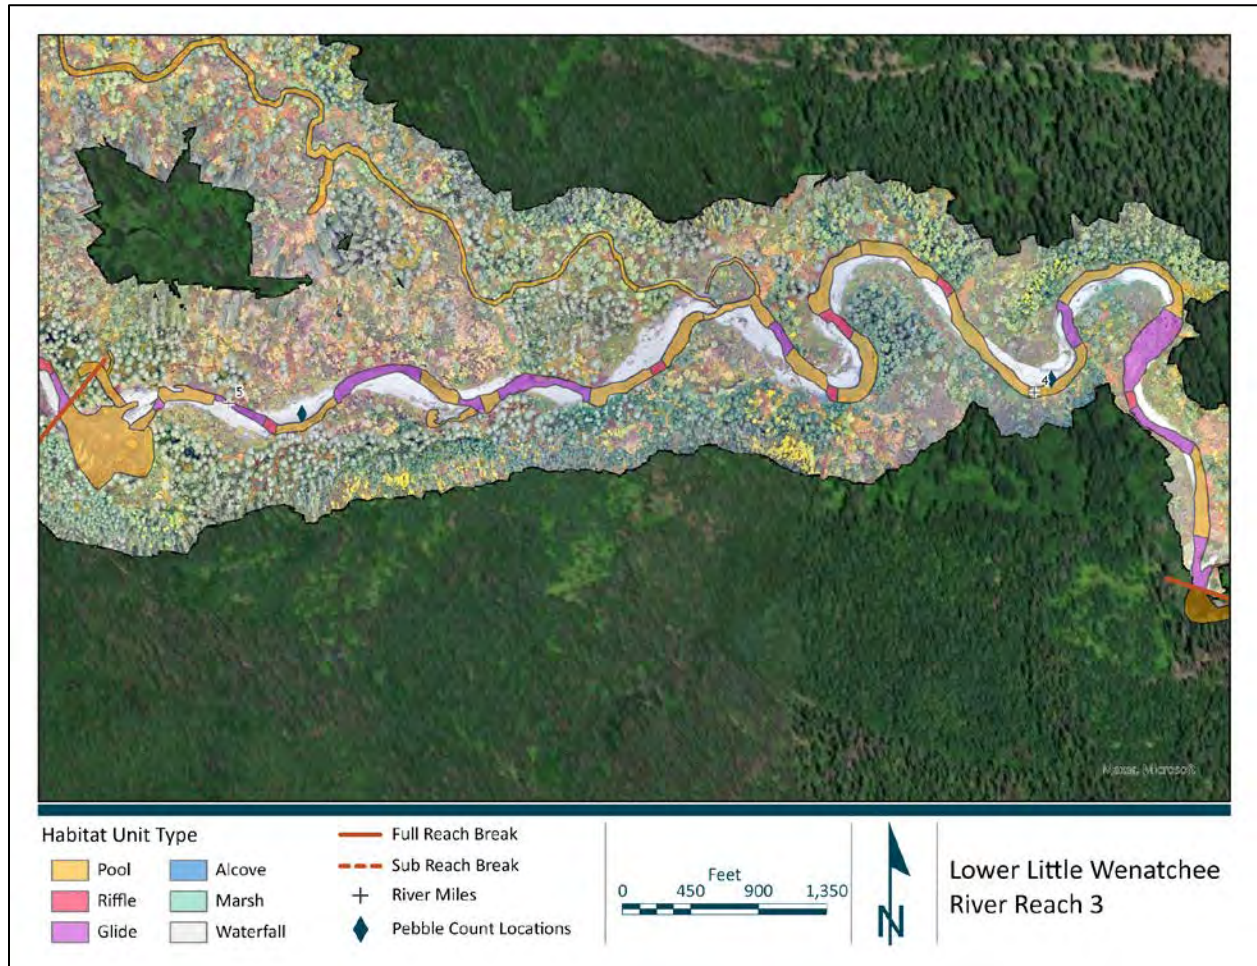 5
4
Maxar, Microsoft
Habitat Unit Type
Pool
Riffle
Glide
Alcove
Marsh
Waterfall
Full Reach Break
Sub Reach Break
River Miles
Pebble Count Locations
Feet
0 450 900 1,350
N
Lower Little Wenatchee
River Reach 3